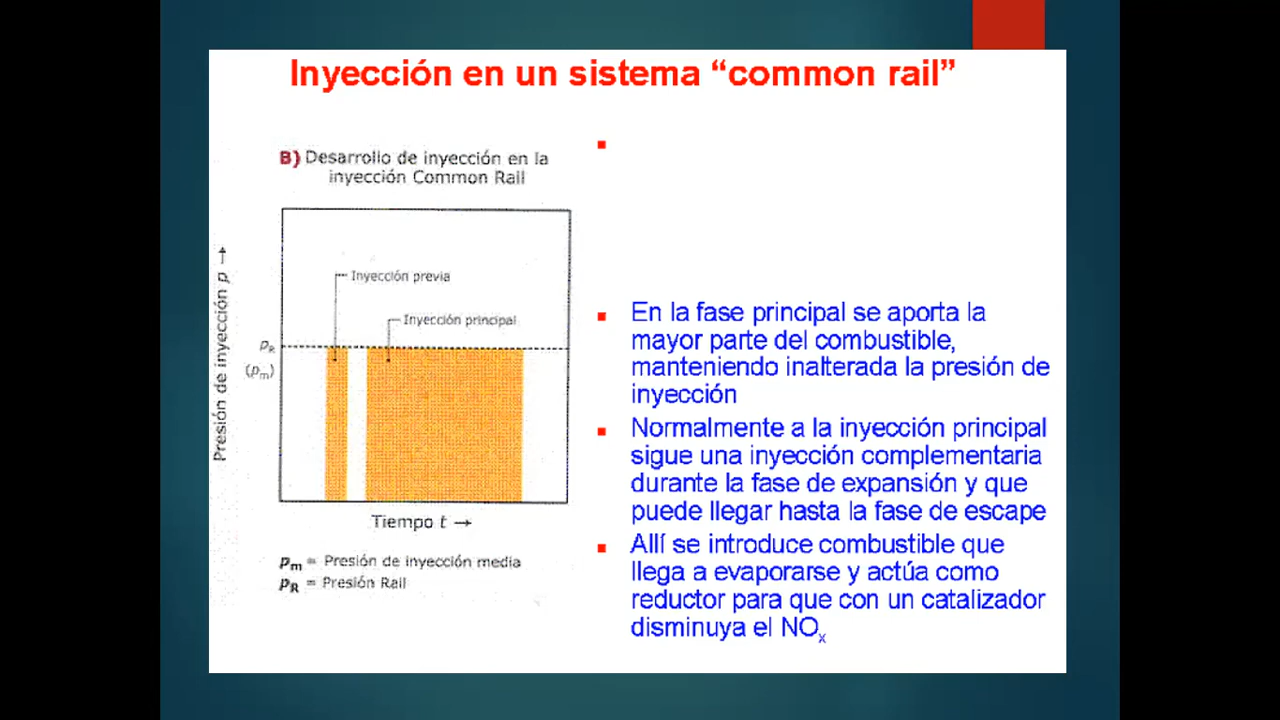 Inyección en un sistema “common rail”
B) Desarrollo de inyección en la
inyección Common Rail
Presión de inyección p →
Inyección previa
Inyección principal
pR
(pm)
Tiempo t →
pm = Presión de inyección media
pR = Presión Rail
En la fase principal se aporta la
mayor parte del combustible,
manteniendo inalterada la presión de
inyección
Normalmente a la inyección principal
sigue una inyección complementaria
durante la fase de expansión y que
puede llegar hasta la fase de escape
Allí se introduce combustible que
llega a evaporarse y actúa como
reductor para que con un catalizador
disminuya el NOx